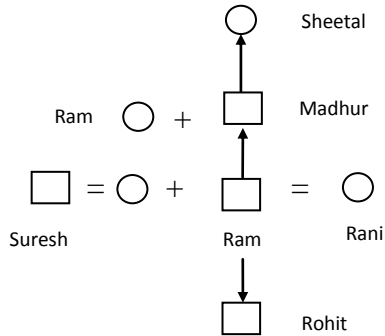 Sheetal
Ram + Madhur
= + =
Suresh Ram Rani
Rohit